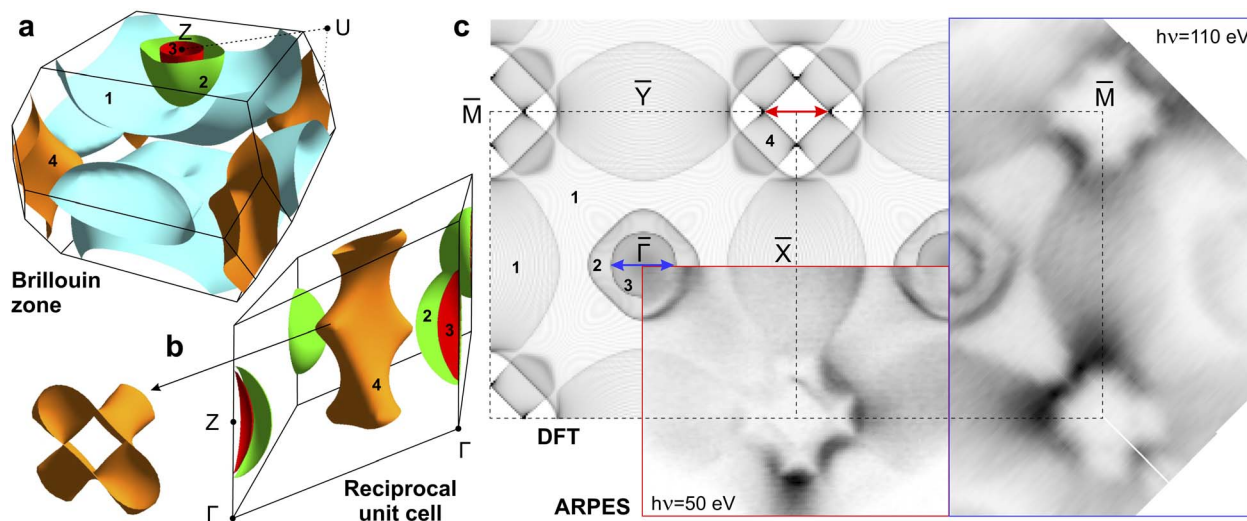 a
Z
U
3
2
1
4
Brillouin
zone
b
2
3
4
Z
Γ
Γ
Reciprocal
unit cell
c
hν=110 eV
M̅
Y̅
M̅
4
1
1
2
Γ̅
3
X̅
DFT
ARPES
hν=50 eV